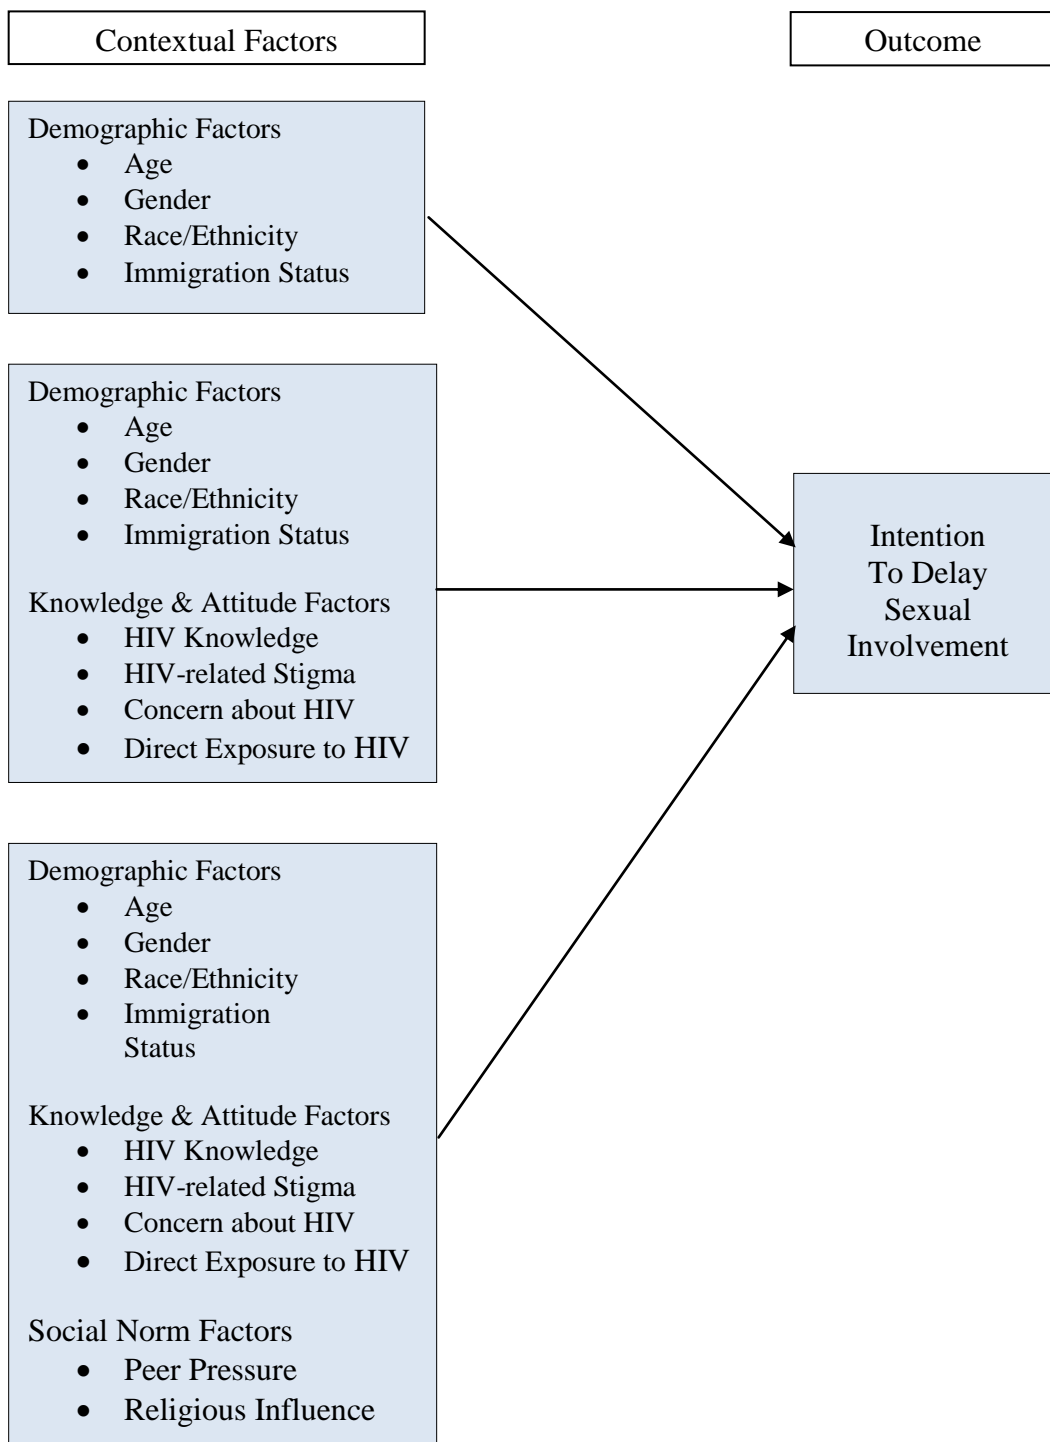 Contextual Factors
Outcome
Demographic Factors
• Age
• Gender
• Race/Ethnicity
• Immigration Status
Demographic Factors
• Age
• Gender
• Race/Ethnicity
• Immigration Status
Knowledge & Attitude Factors
• HIV Knowledge
• HIV-related Stigma
• Concern about HIV
• Direct Exposure to HIV
Demographic Factors
• Age
• Gender
• Race/Ethnicity
• Immigration
Status
Knowledge & Attitude Factors
• HIV Knowledge
• HIV-related Stigma
• Concern about HIV
• Direct Exposure to HIV
Social Norm Factors
• Peer Pressure
• Religious Influence
Intention
To Delay
Sexual
Involvement